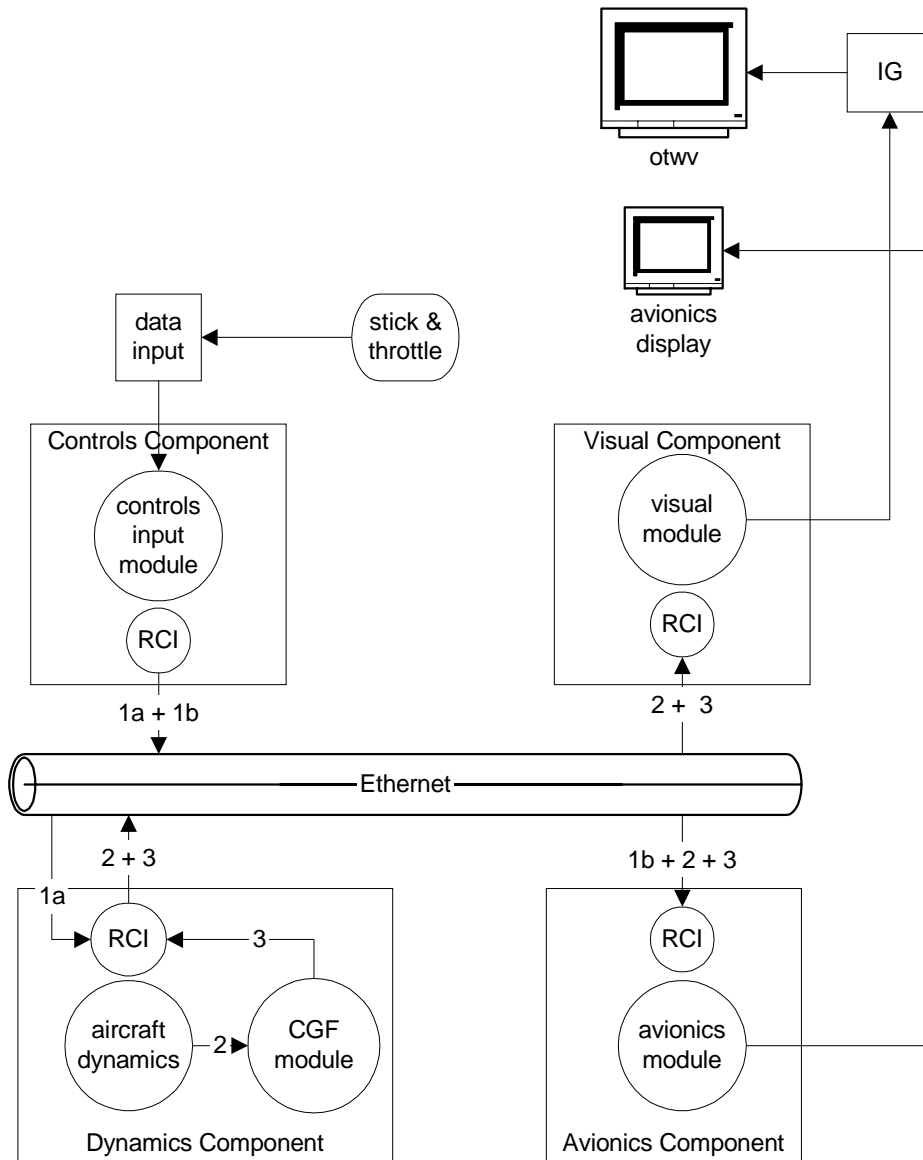 IG
otwv
avionics
display
data
input
stick &
throttle
Controls Component
controls
input
module
RCI
1a + 1b
Visual Component
visual
module
RCI
2 + 3
Ethernet
1a
2 + 3
RCI
3
aircraft
dynamics
2
CGF
module
Dynamics Component
1b + 2 + 3
RCI
avionics
module
Avionics Component